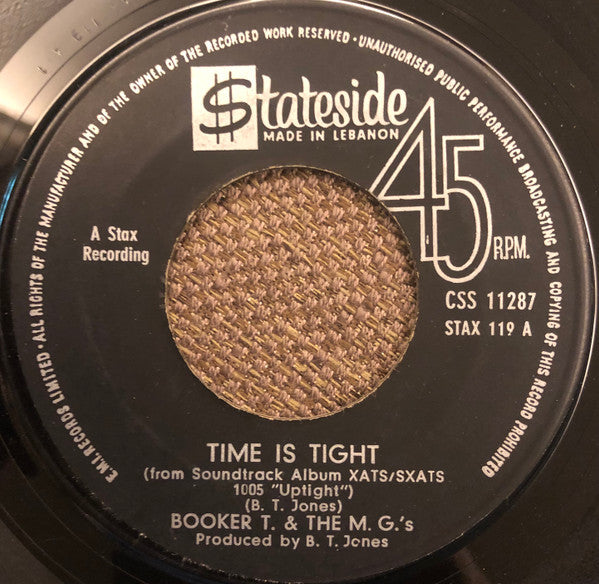 E.M.I. RECORDS LIMITED · ALL RIGHTS OF THE MANUFACTURER AND OF THE OWNER OF THE RECORDED WORK RESERVED · UNAUTHORISED PUBLIC PERFORMANCE BROADCASTING AND COPYING OF THIS RECORD PROHIBITED
$tateside
MADE IN LEBANON
45
R.P.M.
A Stax
Recording
CSS 11287
STAX 119 A
TIME IS TIGHT
(from Soundtrack Album XATS/SXATS
1005 "Uptight")
(B. T. Jones)
BOOKER T. & THE M. G.'s
Produced by B. T. Jones